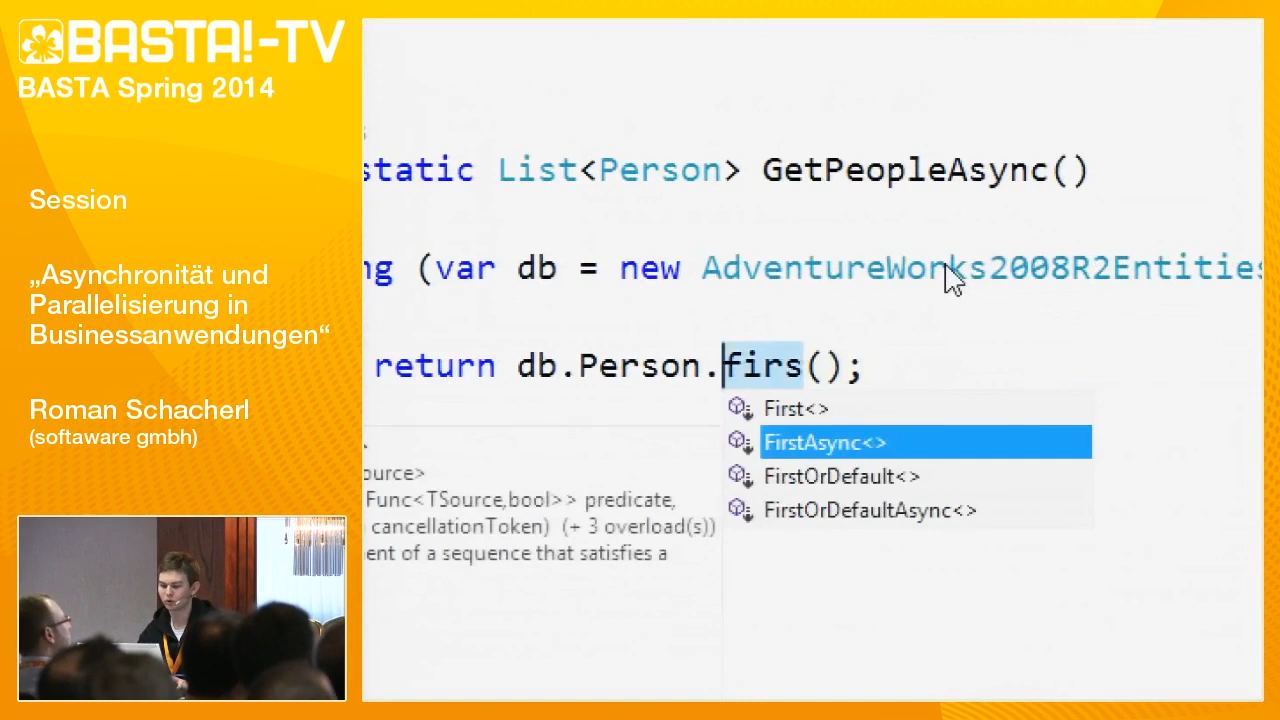 BASTA!-TV
BASTA Spring 2014
Session
„Asynchronität und
Parallelisierung in
Businessanwendungen“
Roman Schacherl
(softaware gmbh)
static List<Person> GetPeopleAsync()
ng (var db = new AdventureWorks2008R2Entities
return db.Person.firs();
First<>
FirstAsync<>
FirstOrDefault<>
FirstOrDefaultAsync<>
ource>
Func<TSource,bool>> predicate,
cancellationToken) (+ 3 overload(s))
ent of a sequence that satisfies a